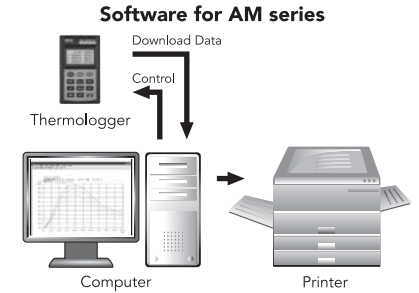 Software for AM series
Download Data
Control
Thermologger
Computer
Printer